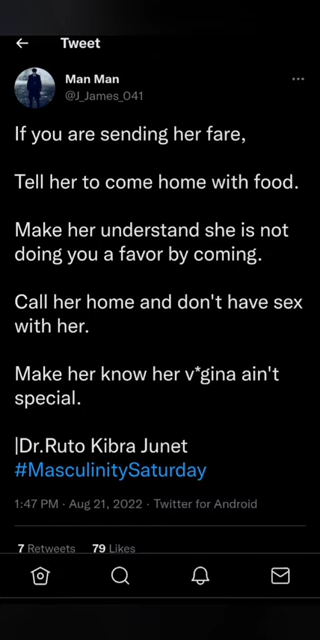 Tweet
Man Man
@J_James_041
If you are sending her fare,
Tell her to come home with food.
Make her understand she is not
doing you a favor by coming.
Call her home and don't have sex
with her.
Make her know her v*gina ain't
special.
|Dr.Ruto Kibra Junet
#MasculinitySaturday
1:47 PM · Aug 21, 2022 · Twitter for Android
7 Retweets 79 Likes